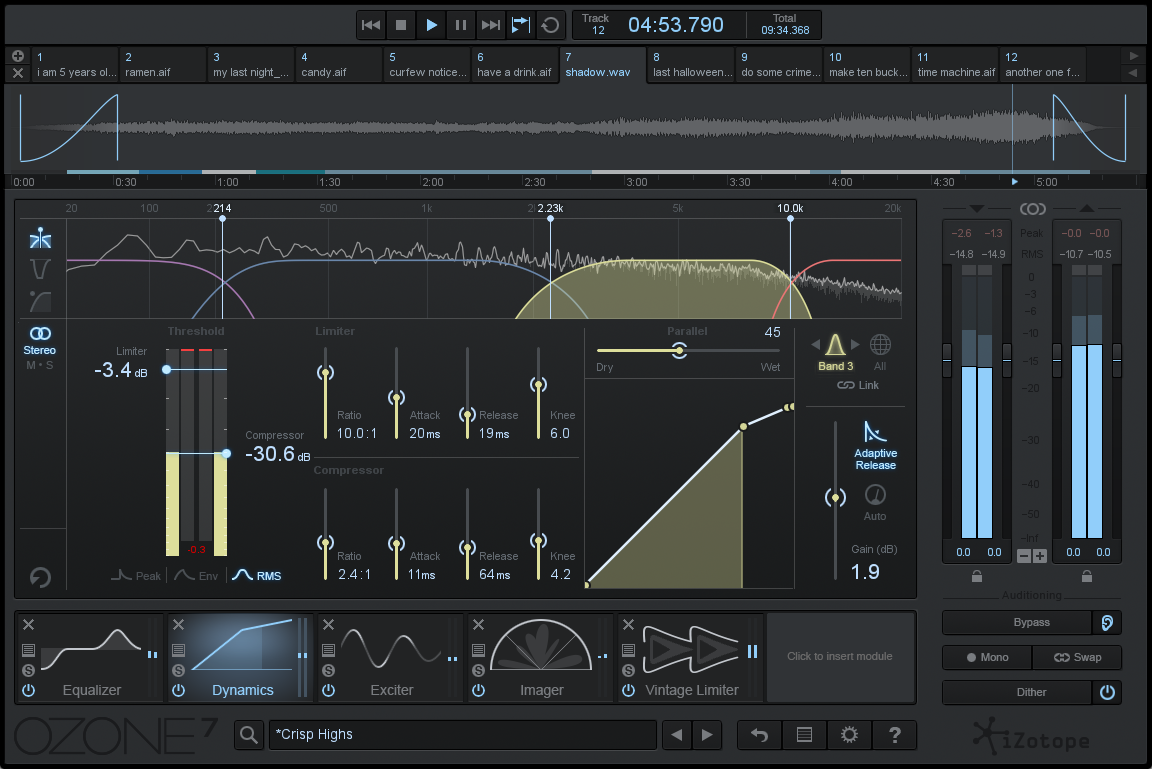 Track 12 04:53.790 Total 09:34.368
1 2 3 4 5 6 7 8 9 10 11 12
i am 5 years ol... ramen.aif my last night_... candy.aif curfew notice... have a drink.aif shadow.wav last halloween... do some crime... make ten buck... time machine.aif another one f...
0:00 0:30 1:00 1:30 2:00 2:30 3:00 3:30 4:00 4:30 5:00
20 100 214 500 1k 2.23k 5k 10.0k 20k
-2.6 -1.3 Peak -0.0 -0.0
-14.8 -14.9 RMS -10.7 -10.5
0
-3
-6
-10
-15
-20
-30
-40
-50
-Inf
0.0 0.0 0.0 0.0
Stereo
M • S
Threshold
Limiter
-3.4 dB
Compressor
-30.6 dB
-0.3
Peak Env RMS
Limiter
Ratio Attack Release Knee
10.0:1 20ms 19ms 6.0
Compressor
Ratio Attack Release Knee
2.4:1 11ms 64ms 4.2
Parallel 45
Dry Wet
Band 3 All
Link
Adaptive
Release
Auto
Gain (dB)
1.9
Auditioning
Bypass
Mono Swap
Dither
S S S S S
Equalizer Dynamics Exciter Imager Vintage Limiter Click to insert module
OZONE 7 *Crisp Highs ? iZotope